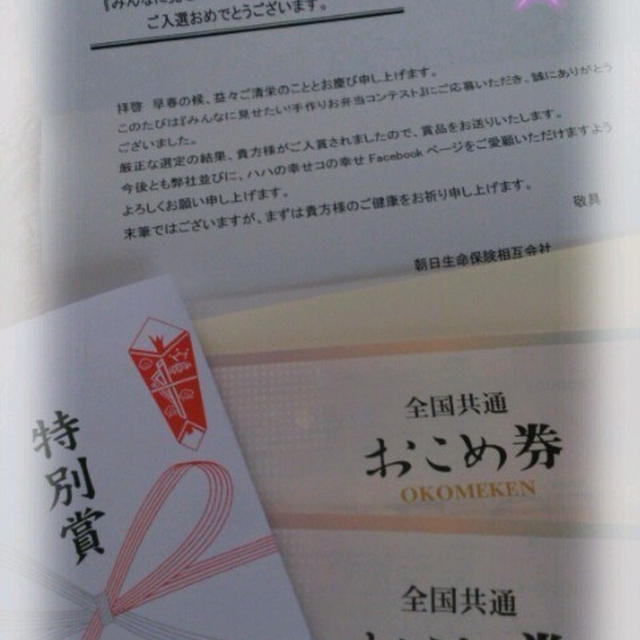 『みんなに見せ
ご入選おめでとうございます。
拝啓 早春の候、益々ご清栄のこととお慶び申し上げます。
このたびは『みんなに見せたい!手作りお弁当コンテスト』にご応募いただき、誠にありがとう
ございました。
厳正な選定の結果、貴方様がご入賞されましたので、賞品をお送りいたします。
今後とも弊社並びに、ハハの幸せコの幸せ Facebook ページをご愛顧いただけますよう
よろしくお願い申し上げます。
末筆ではございますが、まずは貴方様のご健康をお祈り申し上げます。
敬具
朝日生命保険相互会社
特別賞
全国共通
おこめ券
OKOMEKEN
全国共通